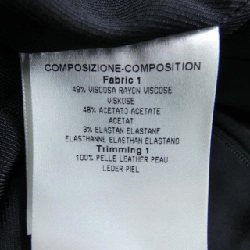 COMPOSIZIONE-COMPOSITION
Fabric 1
49% VISCOSA RAYON VISCOSE
VISKOSE
48% ACETATO ACETATE
ACETAT
3% ELASTAN ELASTANE
ELASTHANNE ELASTHAN ELASTANO
Trimming 1
100% PELLE LEATHER PEAU
LEDER PIEL